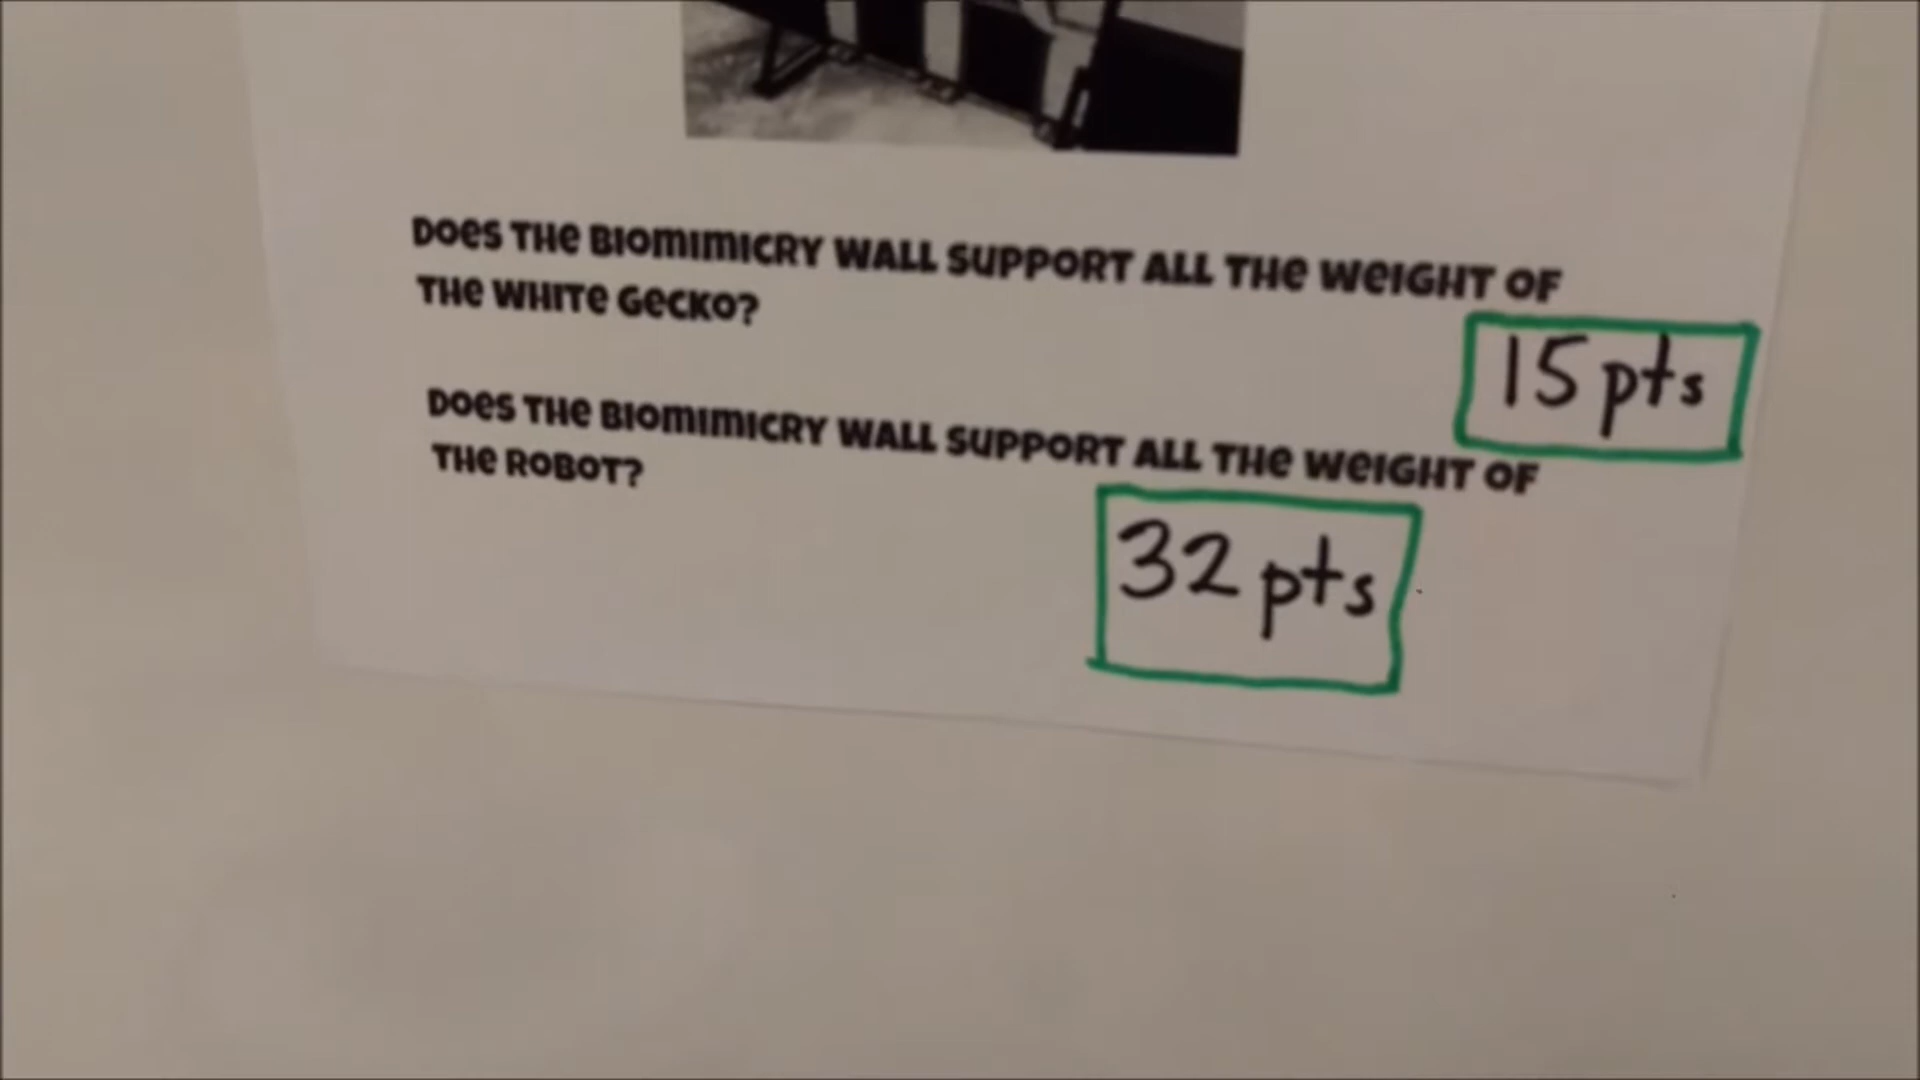 DOES THE BIOMIMICRY WALL SUPPORT ALL THE WEIGHT OF
THE WHITE GECKO?
15 pts
DOES THE BIOMIMICRY WALL SUPPORT ALL THE WEIGHT OF
THE ROBOT?
32 pts